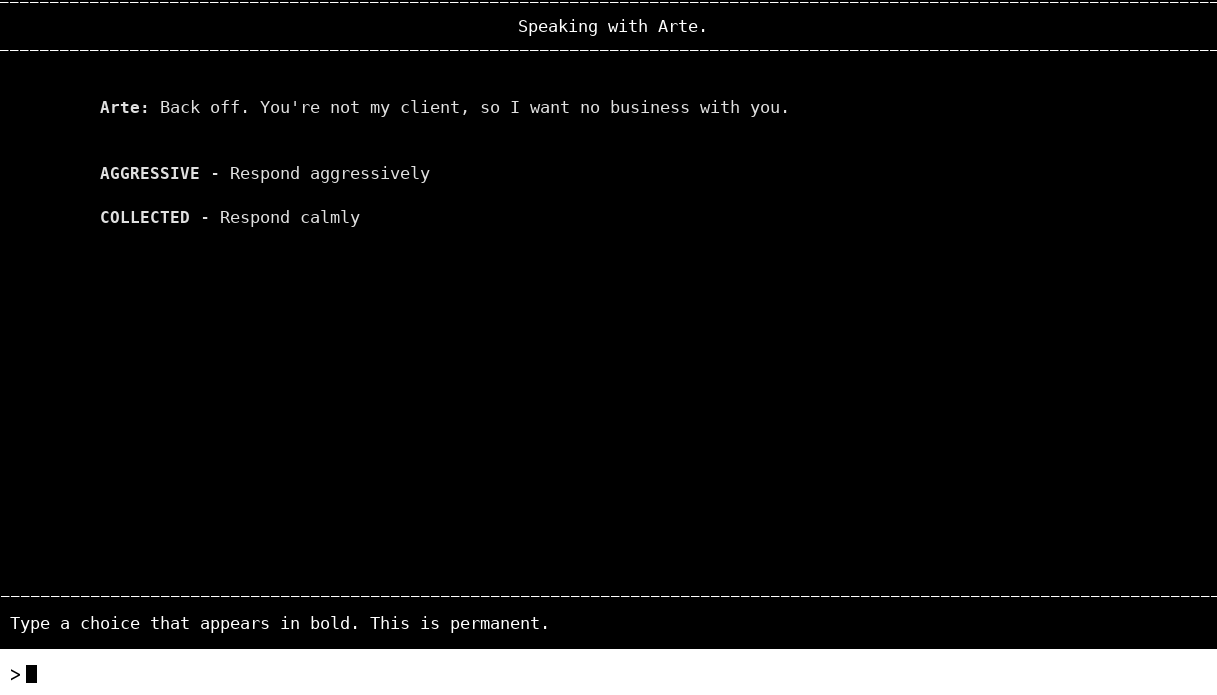 Speaking with Arte.
Arte: Back off. You're not my client, so I want no business with you.
AGGRESSIVE - Respond aggressively
COLLECTED - Respond calmly
Type a choice that appears in bold. This is permanent.
>